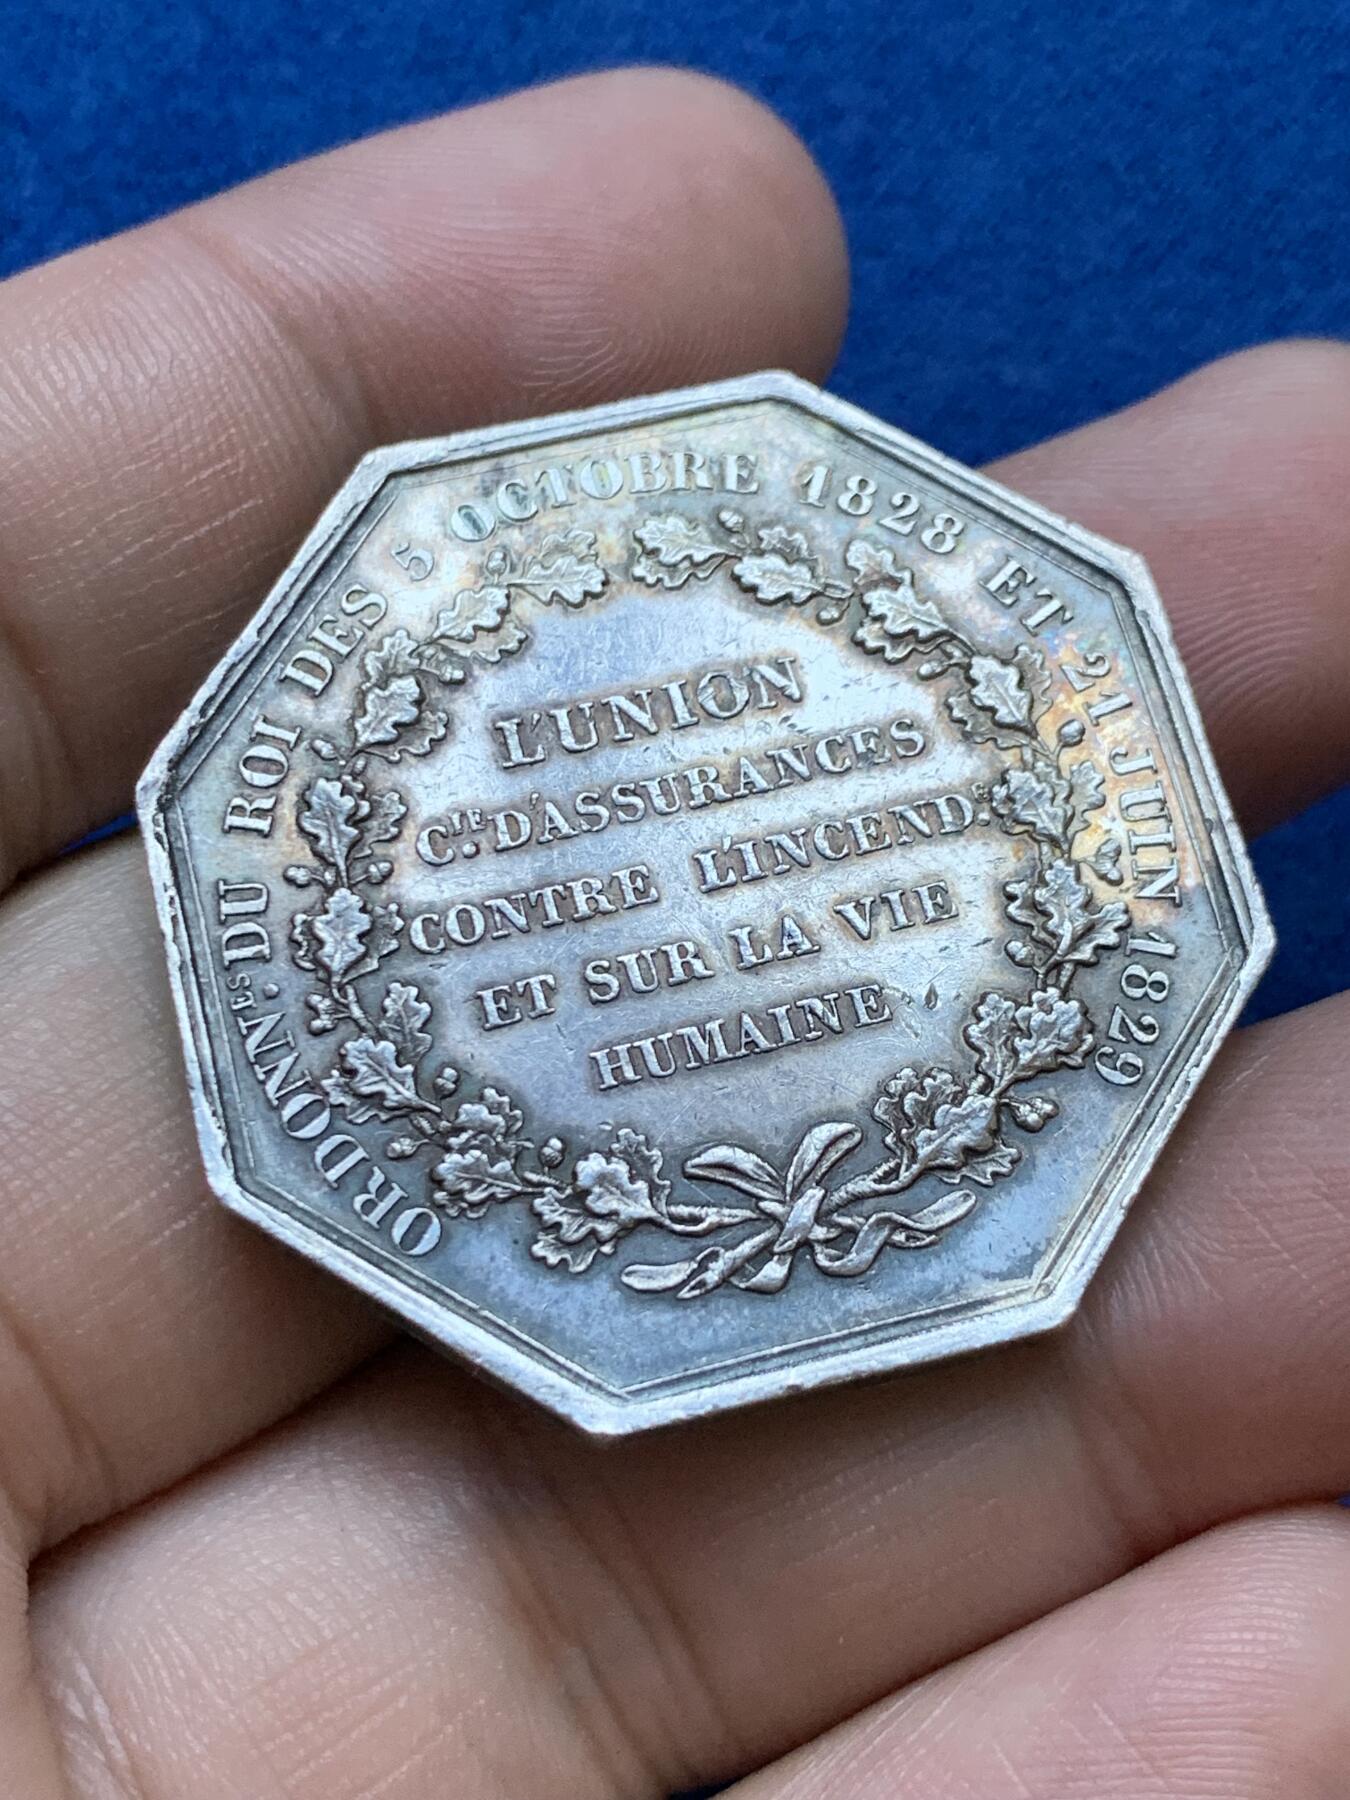 ORDONN.ES DU ROI DES 5 OCTOBRE 1828 ET 21 JUIN 1829
L'UNION
C.IE D'ASSURANCES
CONTRE L'INCEND.E
ET SUR LA VIE
HUMAINE